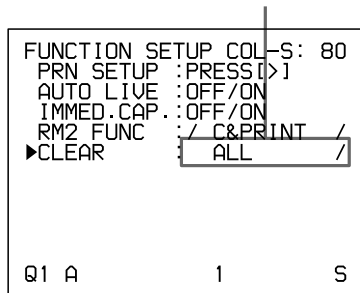 FUNCTION SETUP COL-S: 80
PRN SETUP :PRESS[>]
AUTO LIVE :OFF/ON
IMMED.CAP.:OFF/ON
RM2 FUNC :/ C&PRINT /
▶CLEAR : ALL /
Q1 A 1 S